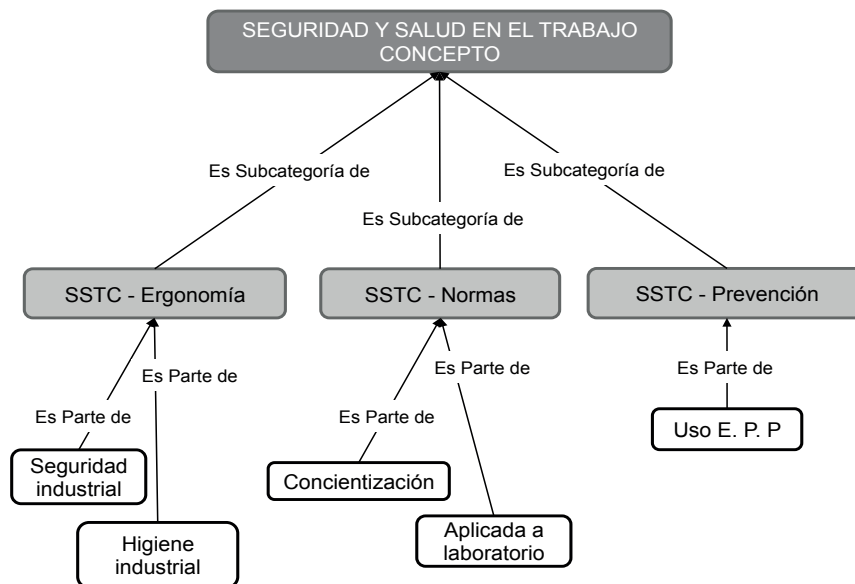 SEGURIDAD Y SALUD EN EL TRABAJO
CONCEPTO
Es Subcategoría de
Es Subcategoría de
Es Subcategoría de
SSTC - Ergonomía
SSTC - Normas
SSTC - Prevención
Es Parte de
Es Parte de
Es Parte de
Es Parte de
Es Parte de
Uso E. P. P
Seguridad
industrial
Concientización
Higiene
industrial
Aplicada a
laboratorio